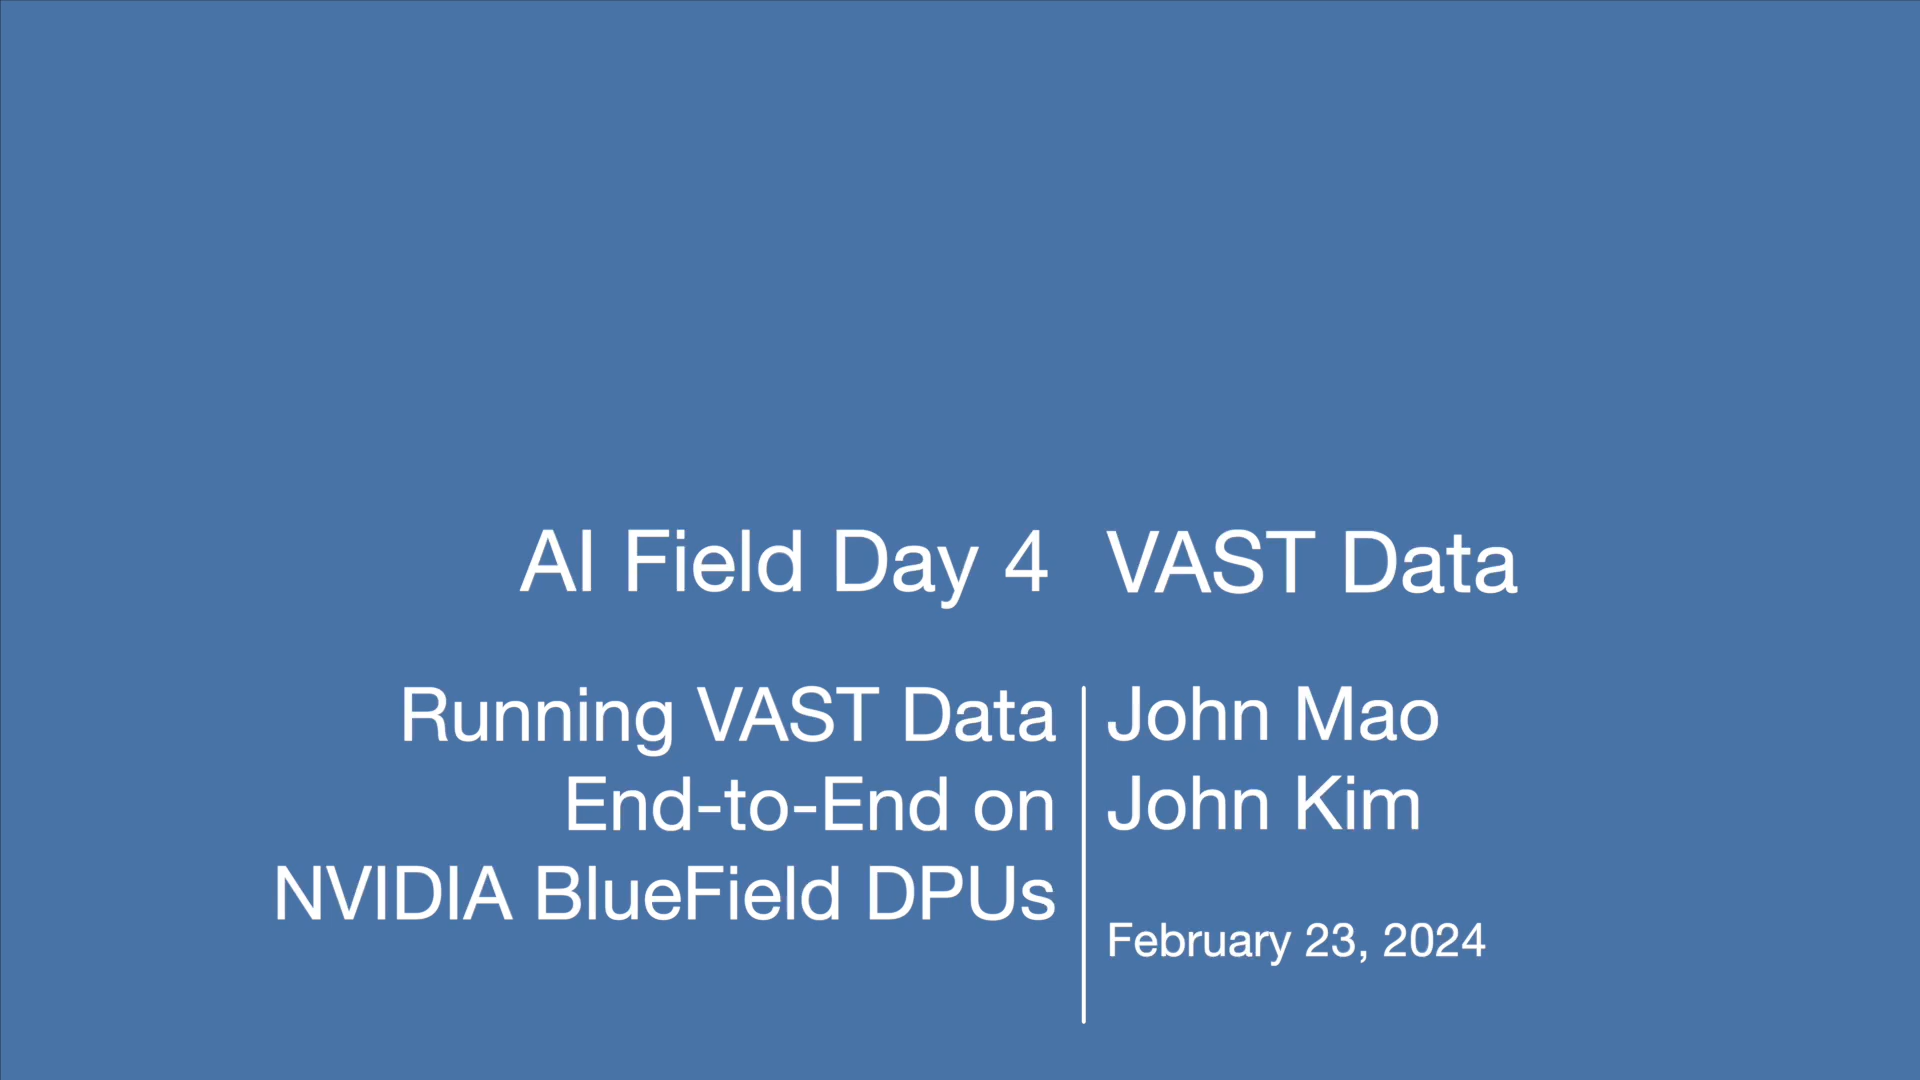 AI Field Day 4
VAST Data
Running VAST Data
End-to-End on
NVIDIA BlueField DPUs
John Mao
John Kim
February 23, 2024